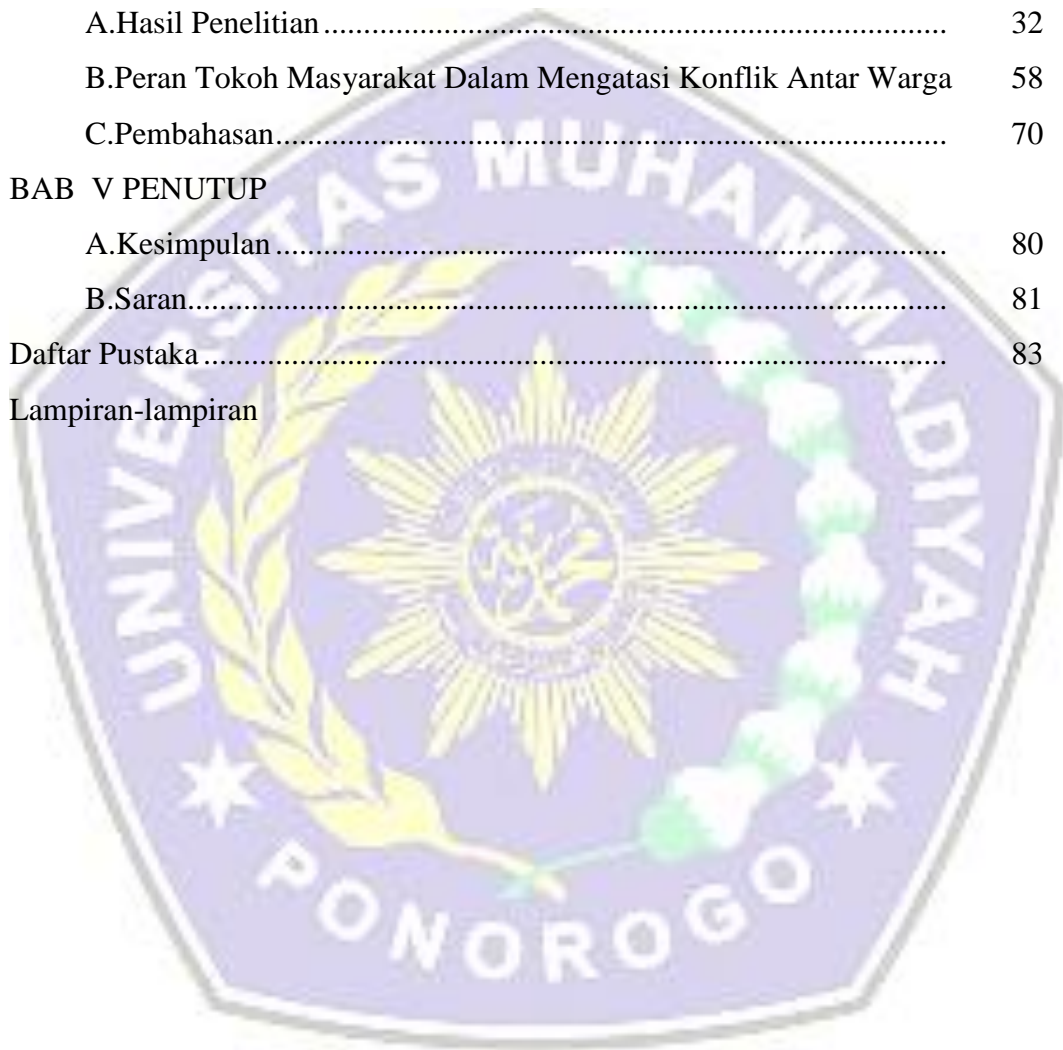 A.Hasil Penelitian ........................................................................... 32
B.Peran Tokoh Masyarakat Dalam Mengatasi Konflik Antar Warga 58
C.Pembahasan................................................................................. 70
BAB V PENUTUP
A.Kesimpulan ................................................................................. 80
B.Saran............................................................................................ 81
Daftar Pustaka ........................................................................................... 83
Lampiran-lampiran
UNIVERSITAS MUHAMMADIYAH
PONOROGO